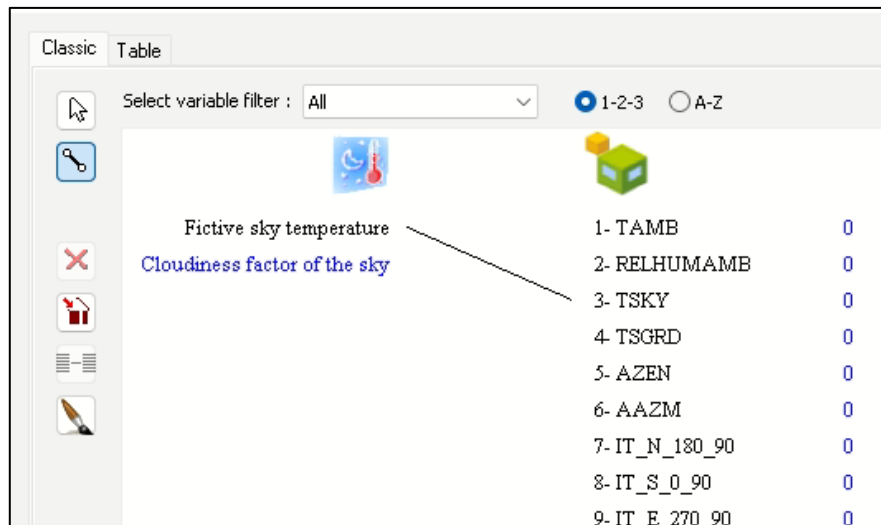 Classic Table
Select variable filter : All 1-2-3 A-Z
Fictive sky temperature 1- TAMB 0
Cloudiness factor of the sky 2- RELHUMAMB 0
3- TSKY 0
4- TSGRD 0
5- AZEN 0
6- AAZM 0
7- IT_N_180_90 0
8- IT_S_0_90 0
9- IT_E_270_90 0